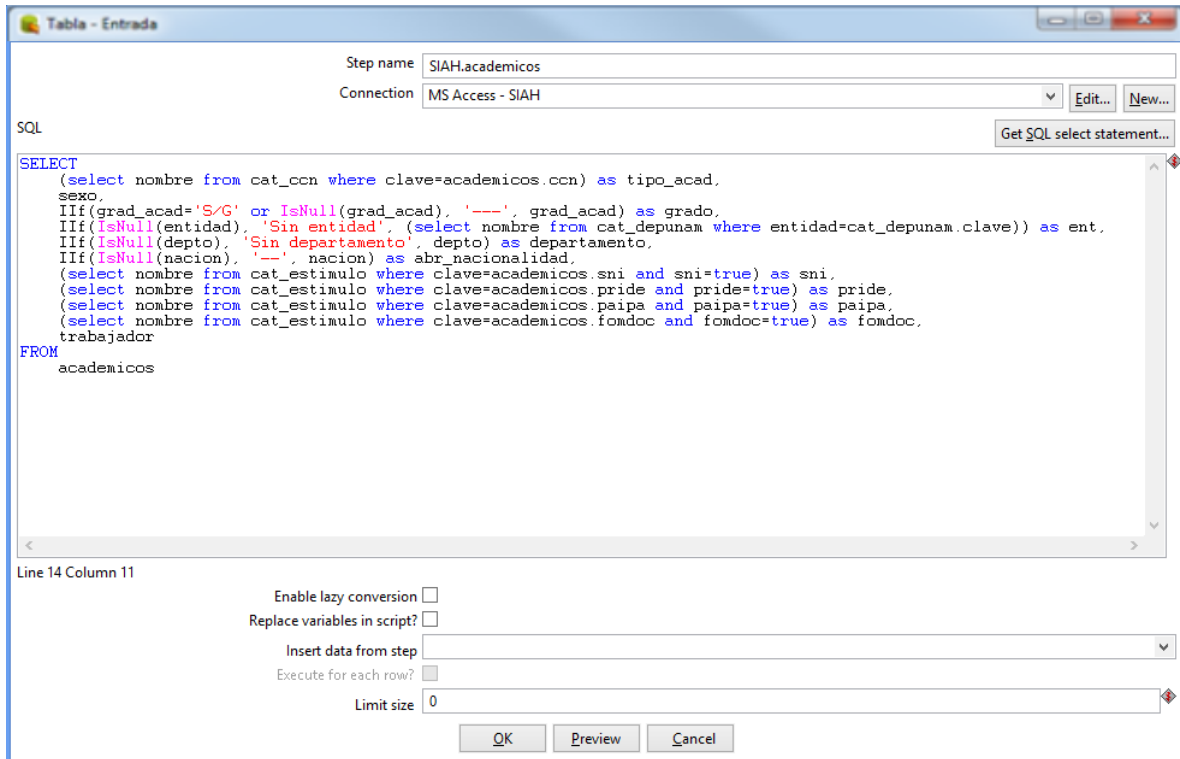 Tabla - Entrada
Step name SIAH.academicos
Connection MS Access - SIAH Edit... New...
SQL Get SQL select statement...
SELECT
(select nombre from cat_ccn where clave=academicos.ccn) as tipo_acad,
sexo,
IIf(grad_acad='S/G' or IsNull(grad_acad), '---', grad_acad) as grado,
IIf(IsNull(entidad), 'Sin entidad', (select nombre from cat_depunam where entidad=cat_depunam.clave)) as ent,
IIf(IsNull(depto), 'Sin departamento', depto) as departamento,
IIf(IsNull(nacion), '--', nacion) as abr_nacionalidad,
(select nombre from cat_estimulo where clave=academicos.sni and sni=true) as sni,
(select nombre from cat_estimulo where clave=academicos.pride and pride=true) as pride,
(select nombre from cat_estimulo where clave=academicos.paipa and paipa=true) as paipa,
(select nombre from cat_estimulo where clave=academicos.fomdoc and fomdoc=true) as fomdoc,
trabajador
FROM
academicos
Line 14 Column 11
Enable lazy conversion
Replace variables in script?
Insert data from step
Execute for each row?
Limit size 0
OK Preview Cancel